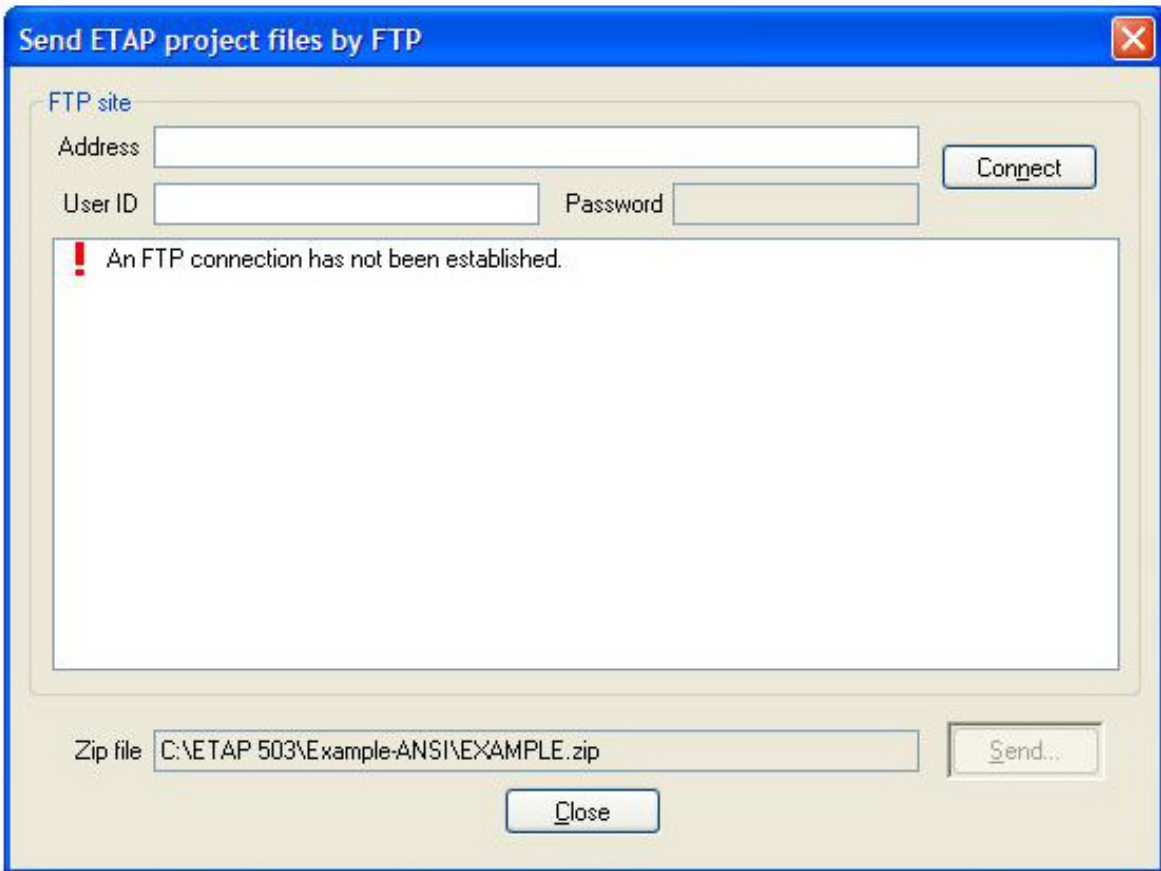 Send ETAP project files by FTP
FTP site
Address
Connect
User ID
Password
! An FTP connection has not been established.
Zip file C:\ETAP 503\Example-ANSI\EXAMPLE.zip
Send...
Close